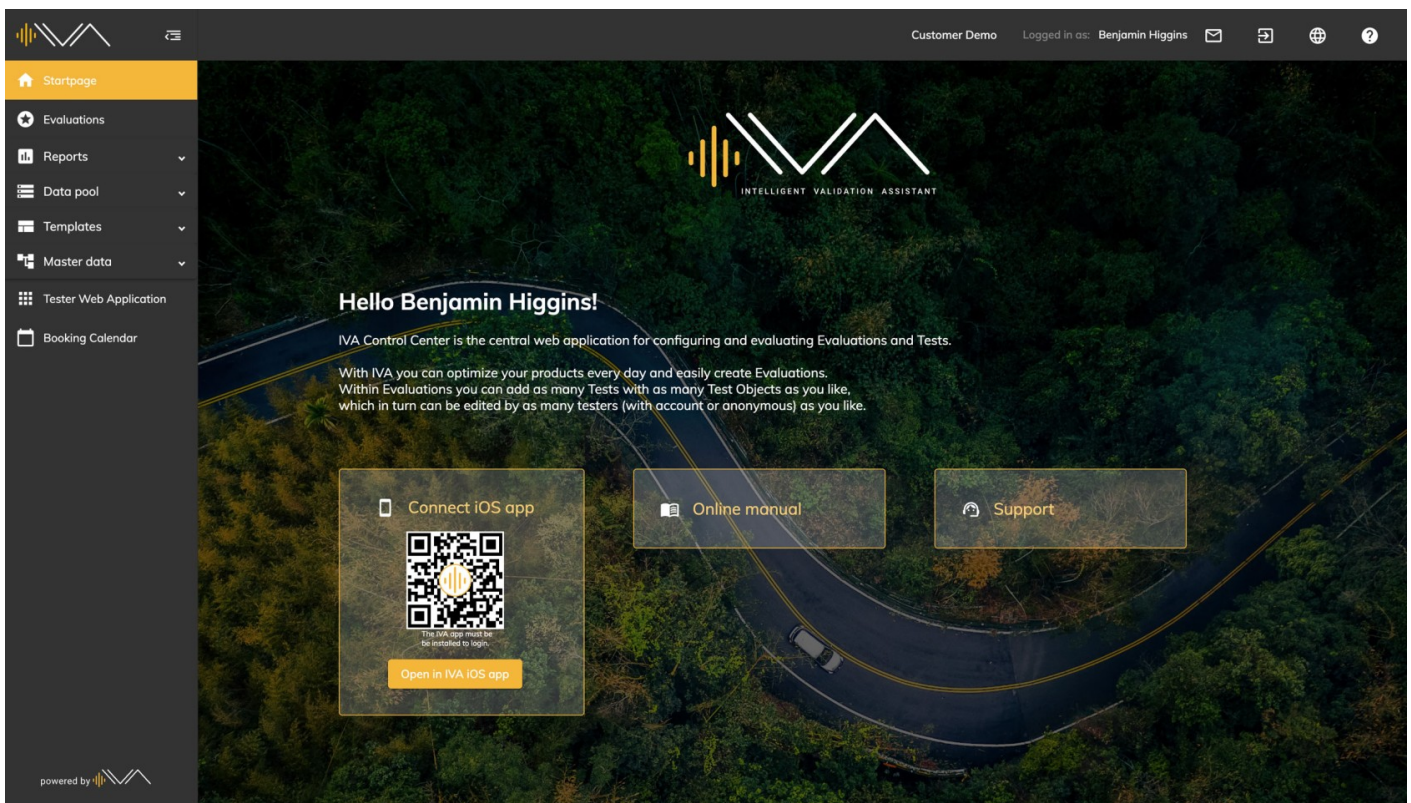 Customer Demo
Logged in as: Benjamin Higgins
Startpage
Evaluations
Reports
Data pool
Templates
Master data
Tester Web Application
Booking Calendar
powered by IVA
IVA
INTELLIGENT VALIDATION ASSISTANT
Hello Benjamin Higgins!
IVA Control Center is the central web application for configuring and evaluating Evaluations and Tests.
With IVA you can optimize your products every day and easily create Evaluations.
Within Evaluations you can add as many Tests with as many Test Objects as you like,
which in turn can be edited by as many testers (with account or anonymous) as you like.
Connect iOS app
The IVA app must be
be installed to login.
Open in IVA iOS app
Online manual
Support